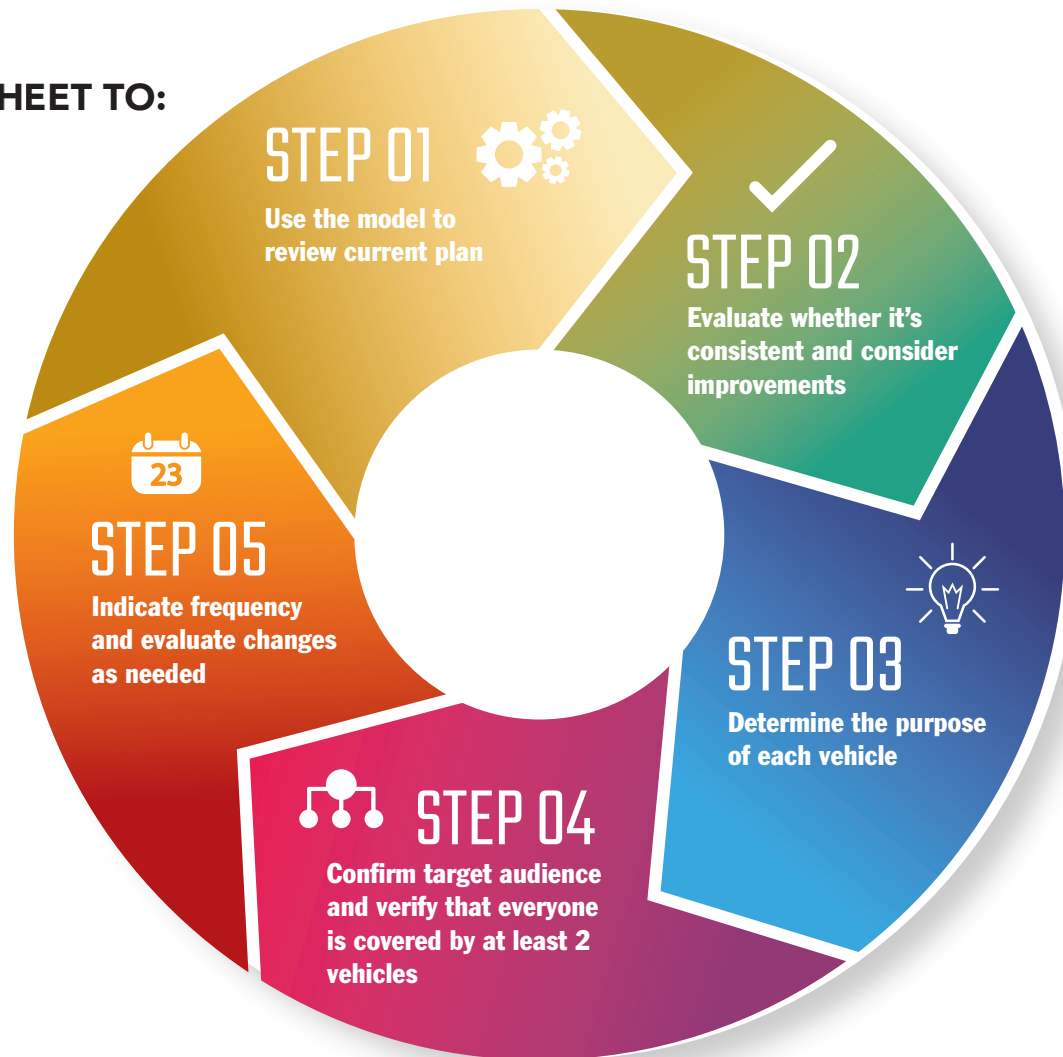 HEET TO:
STEP 01
Use the model to
review current plan
STEP 02
Evaluate whether it's
consistent and consider
improvements
STEP 03
Determine the purpose
of each vehicle
STEP 04
Confirm target audience
and verify that everyone
is covered by at least 2
vehicles
23
STEP 05
Indicate frequency
and evaluate changes
as needed